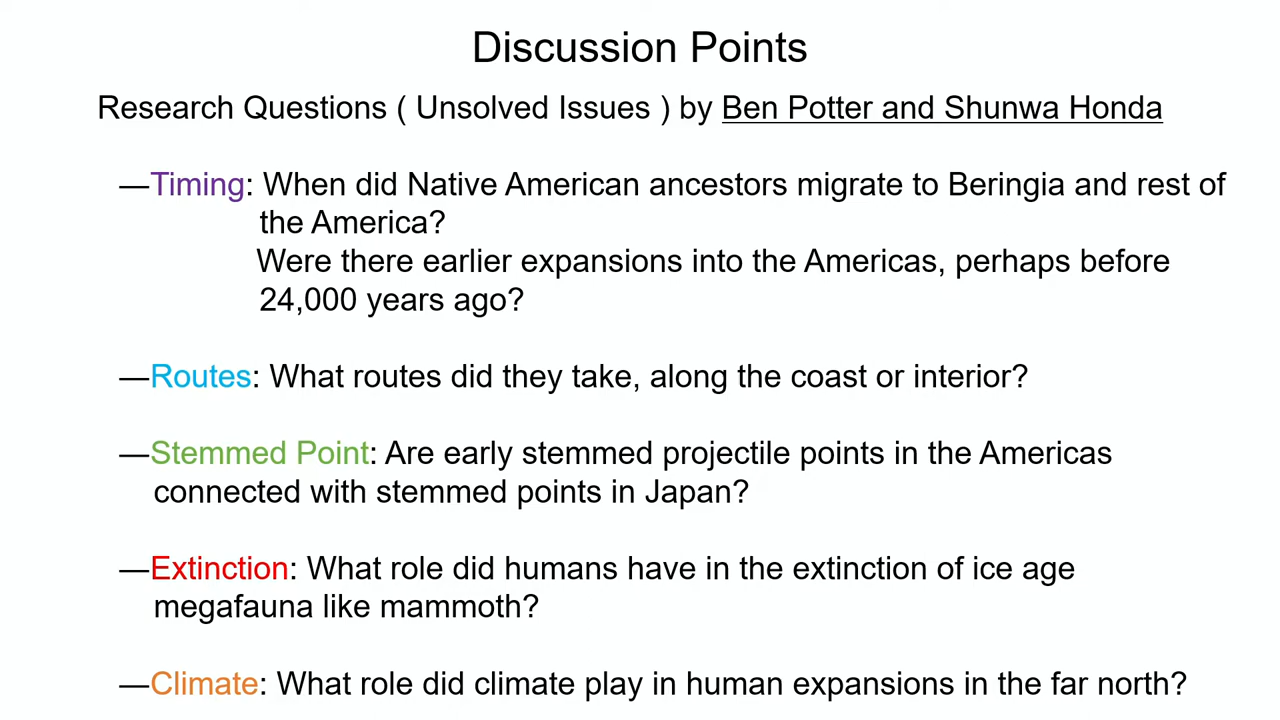 Discussion Points
Research Questions ( Unsolved Issues ) by Ben Potter and Shunwa Honda
—Timing: When did Native American ancestors migrate to Beringia and rest of
the America?
Were there earlier expansions into the Americas, perhaps before
24,000 years ago?
—Routes: What routes did they take, along the coast or interior?
—Stemmed Point: Are early stemmed projectile points in the Americas
connected with stemmed points in Japan?
—Extinction: What role did humans have in the extinction of ice age
megafauna like mammoth?
—Climate: What role did climate play in human expansions in the far north?